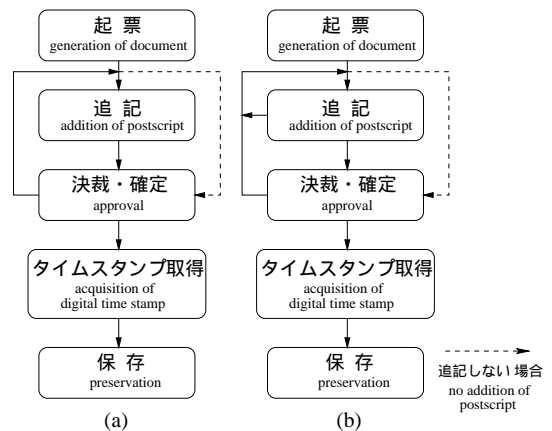 起 票
generation of document
追 記
addition of postscript
決裁・確定
approval
タイムスタンプ取得
acquisition of
digital time stamp
保 存
preservation
(a)
起 票
generation of document
追 記
addition of postscript
決裁・確定
approval
タイムスタンプ取得
acquisition of
digital time stamp
保 存
preservation
(b)
追記しない場合
no addition of
postscript